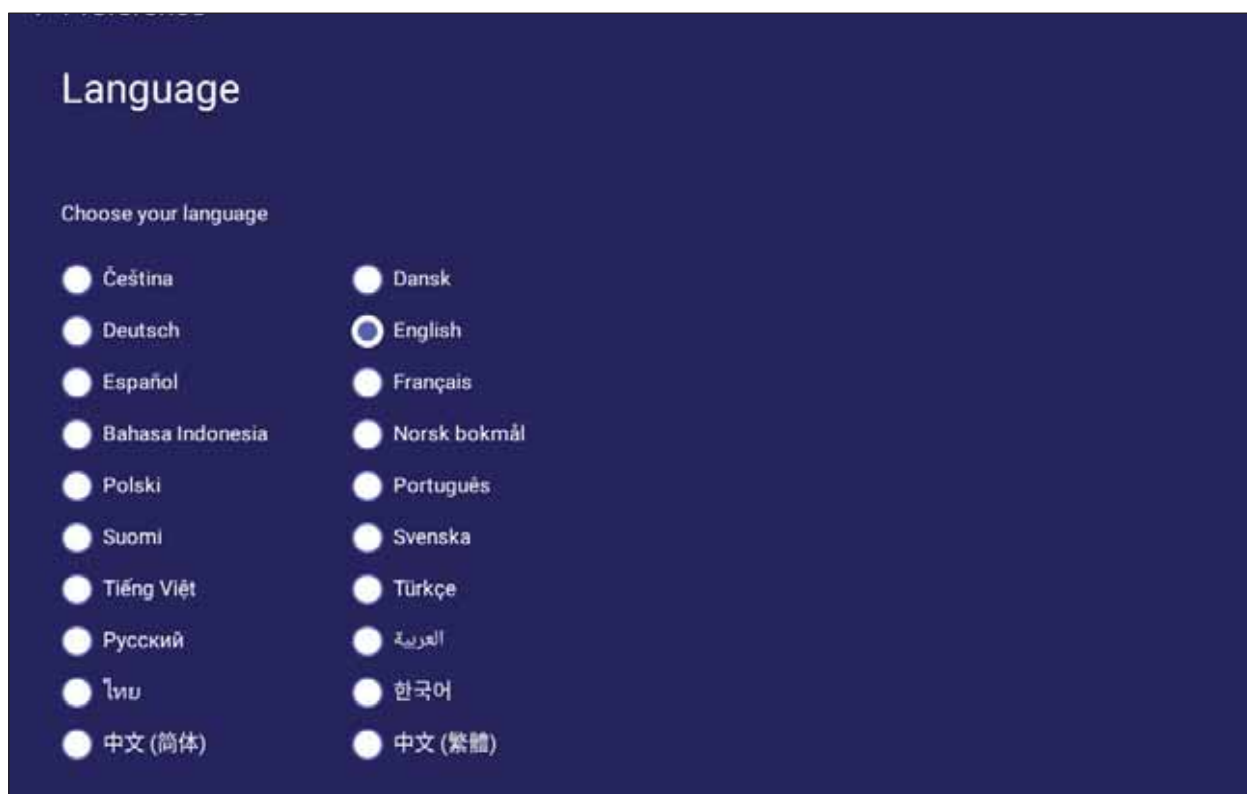 Language
Choose your language
Čeština Dansk
Deutsch English
Español Français
Bahasa Indonesia Norsk bokmål
Polski Português
Suomi Svenska
Tiếng Việt Türkçe
Русский العربية
ไทย 한국어
中文 (简体) 中文 (繁體)